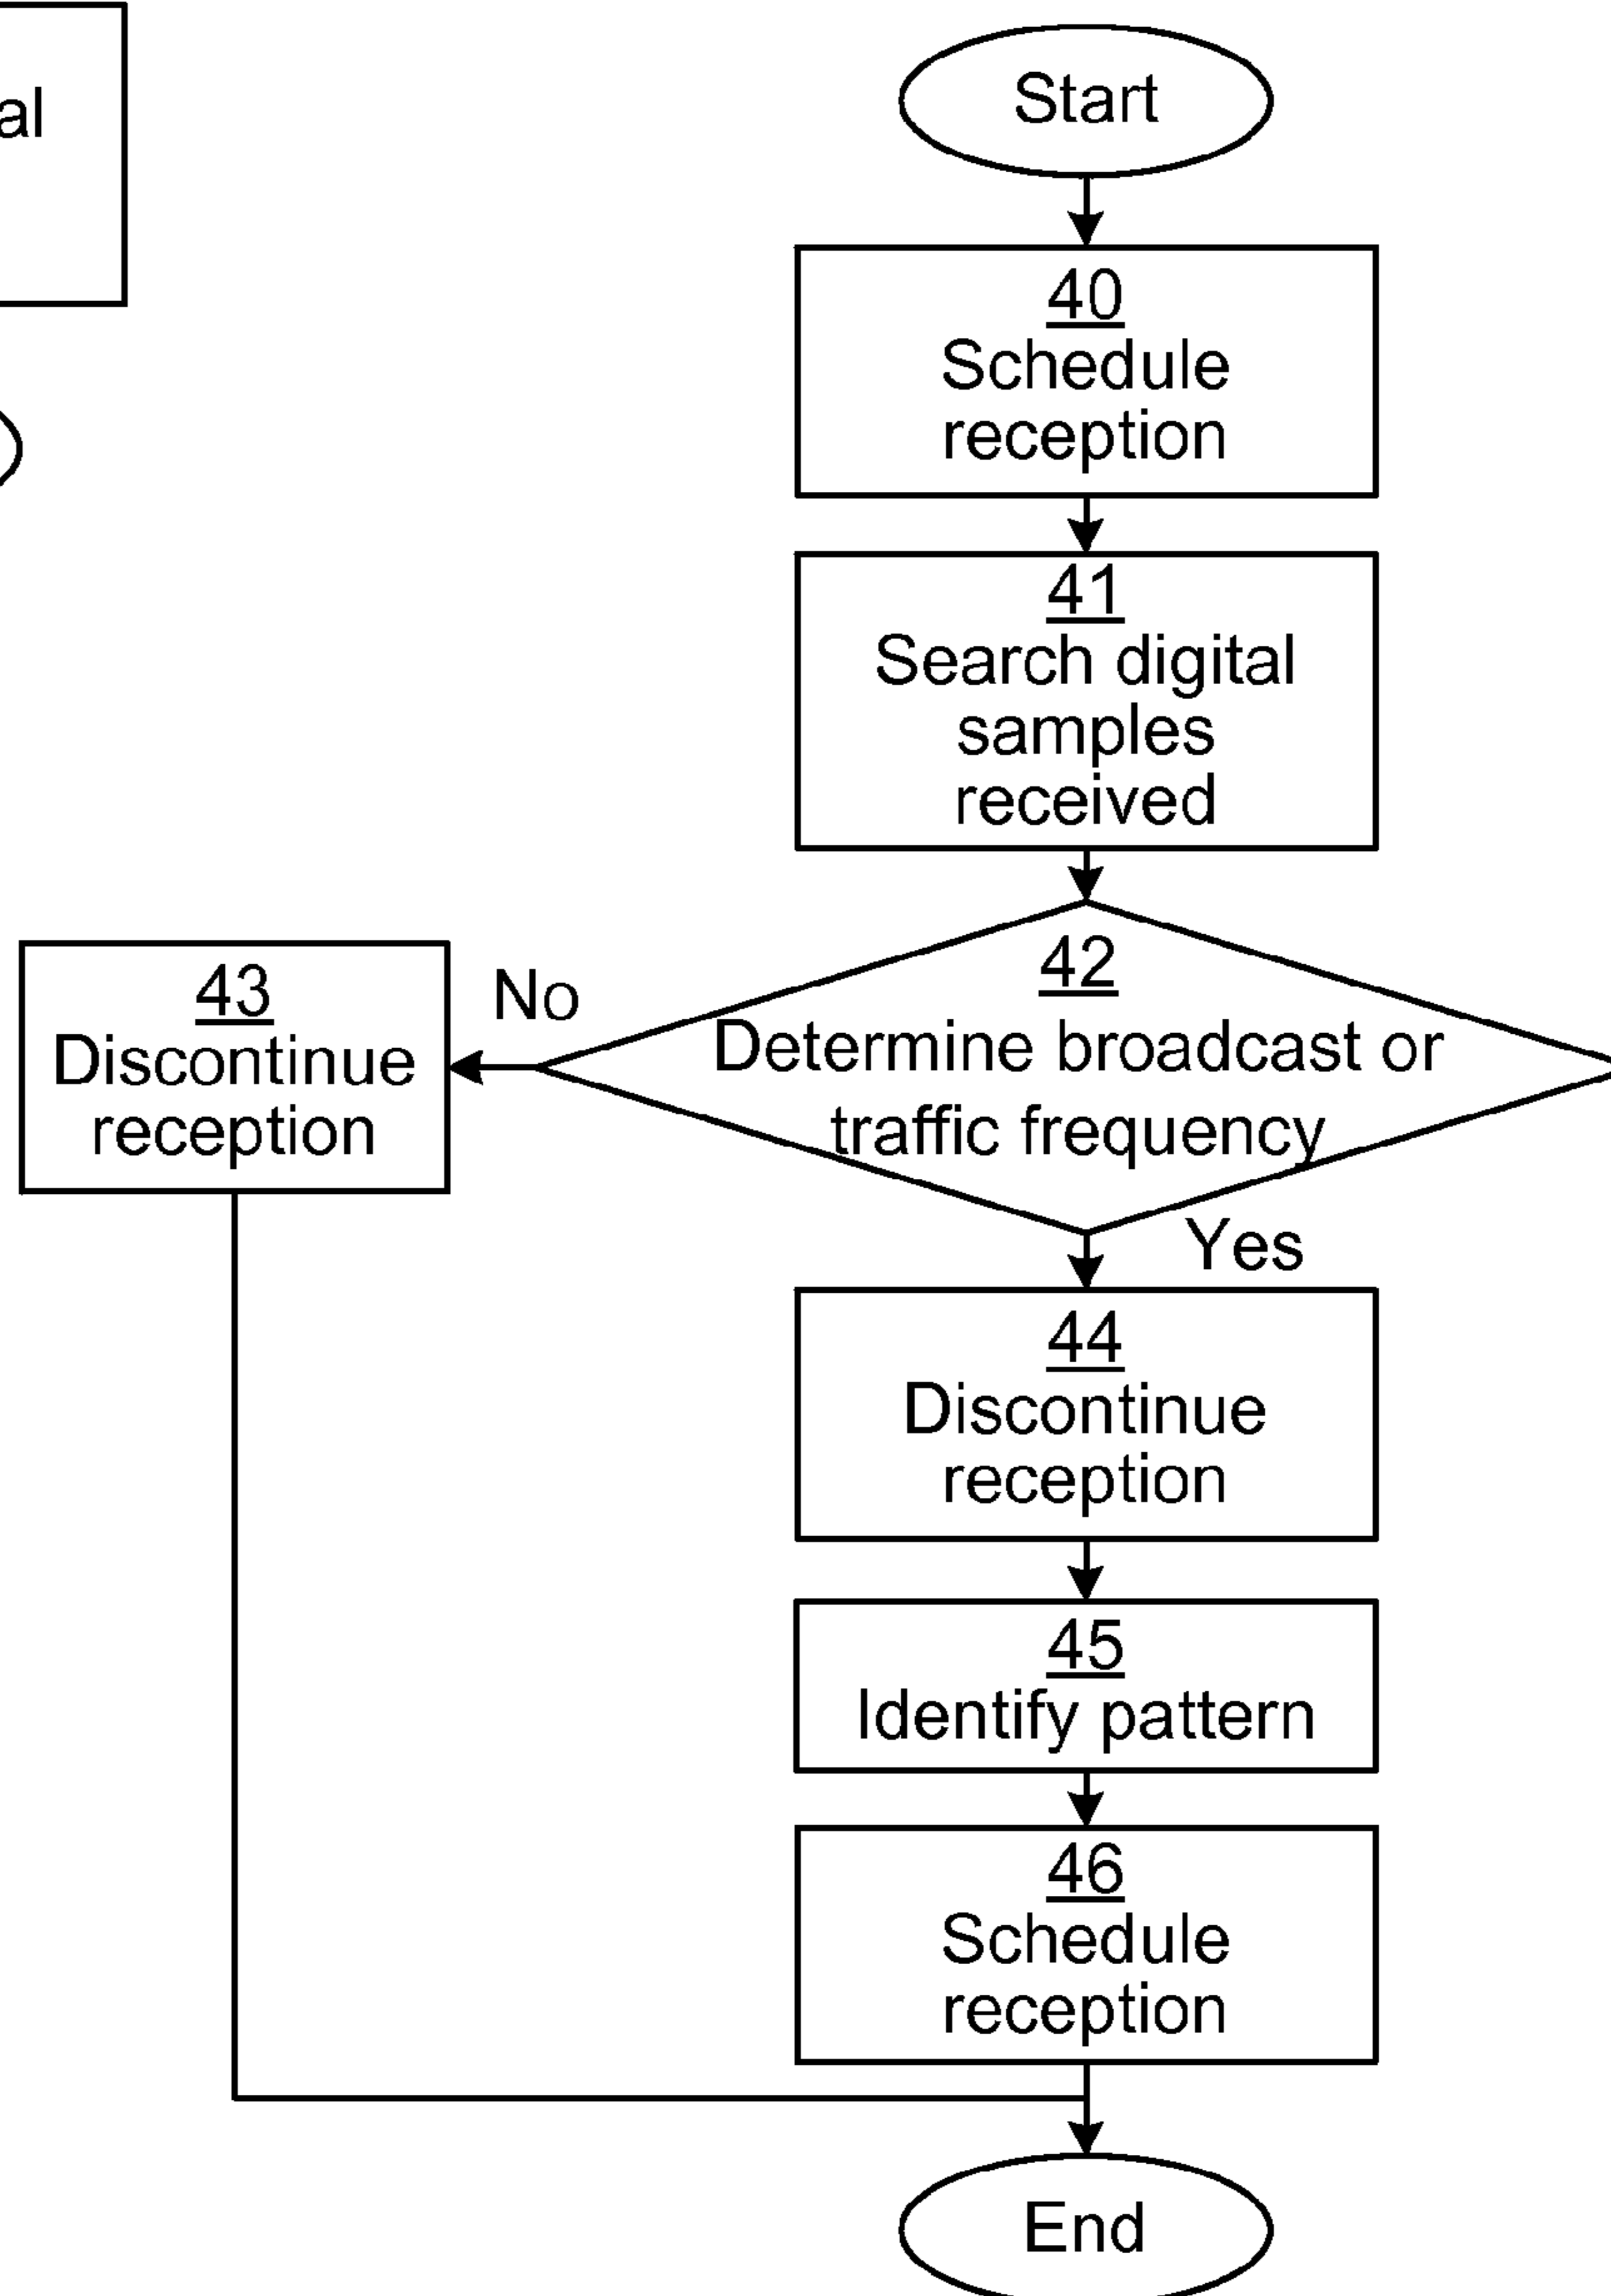 Start
40
Schedule
reception
41
Search digital
samples
received
42
Determine broadcast or
traffic frequency
No
43
Discontinue
reception
Yes
44
Discontinue
reception
45
Identify pattern
46
Schedule
reception
End